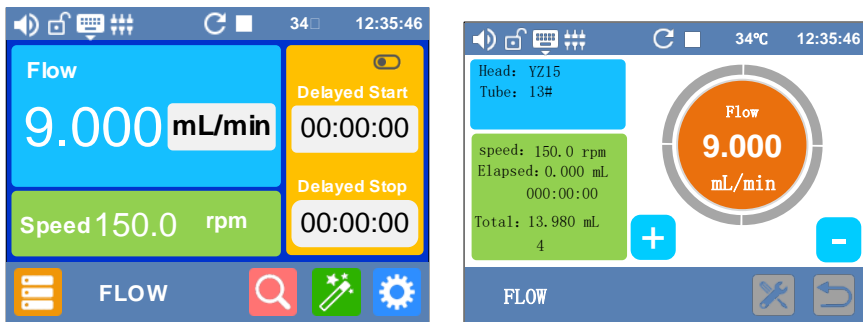 34□ 12:35:46
Flow
9.000 mL/min
Speed 150.0 rpm
Delayed Start
00:00:00
Delayed Stop
00:00:00
FLOW
34℃ 12:35:46
Head: YZ15
Tube: 13#
speed: 150.0 rpm
Elapsed: 0.000 mL
000:00:00
Total: 13.980 mL
4
Flow
9.000
mL/min
+
-
FLOW